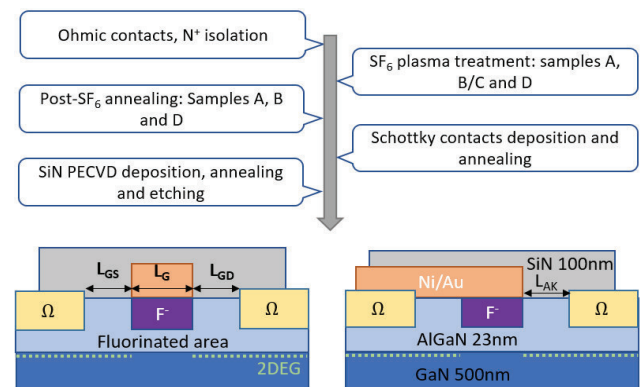 Ohmic contacts, N⁺ isolation
SF₆ plasma treatment: samples A,
B/C and D
Post-SF₆ annealing: Samples A, B
and D
Schottky contacts deposition and
annealing
SiN PECVD deposition, annealing
and etching
L_GS
L_G
L_GD
Ω
F⁻
Ω
Fluorinated area
2DEG
SiN 100nm
Ni/Au
L_AK
Ω
F⁻
Ω
AlGaN 23nm
GaN 500nm